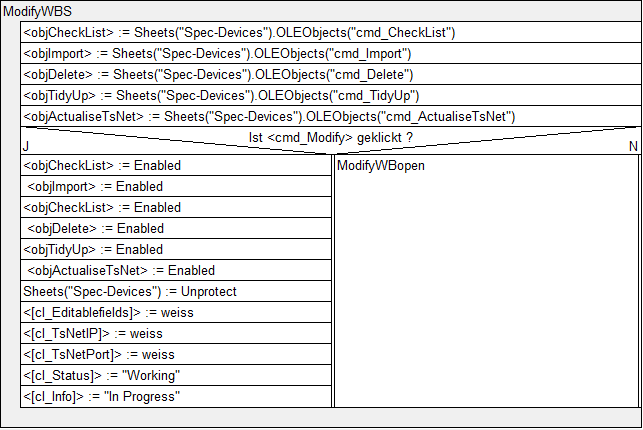 ModifyWBS
<objCheckList> := Sheets("Spec-Devices").OLEObjects("cmd_CheckList")
<objImport> := Sheets("Spec-Devices").OLEObjects("cmd_Import")
<objDelete> := Sheets("Spec-Devices").OLEObjects("cmd_Delete")
<objTidyUp> := Sheets("Spec-Devices").OLEObjects("cmd_TidyUp")
<objActualiseTsNet> := Sheets("Spec-Devices").OLEObjects("cmd_ActualiseTsNet")
Ist <cmd_Modify> geklickt ?
J
N
<objCheckList> := Enabled
<objImport> := Enabled
<objCheckList> := Enabled
<objDelete> := Enabled
<objTidyUp> := Enabled
<objActualiseTsNet> := Enabled
Sheets("Spec-Devices") := Unprotect
<[cl_Editablefields]> := weiss
<[cl_TsNetIP]> := weiss
<[cl_TsNetPort]> := weiss
<[cl_Status]> := "Working"
<[cl_Info]> := "In Progress"
ModifyWBopen